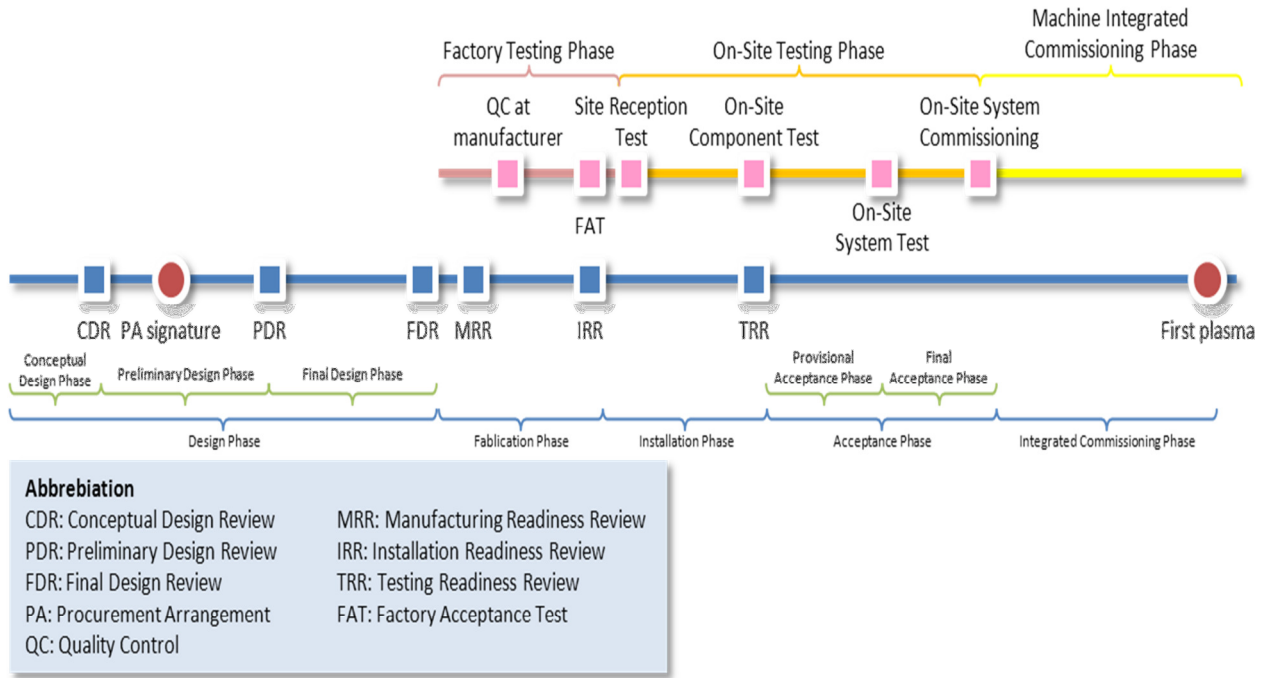 Factory Testing Phase
On-Site Testing Phase
Machine Integrated
Commissioning Phase
QC at
manufacturer
Site Reception
Test
On-Site
Component Test
On-Site System
Commissioning
FAT
On-Site
System Test
CDR
PA signature
PDR
FDR
MRR
IRR
TRR
First plasma
Conceptual
Design Phase
Preliminary Design Phase
Final Design Phase
Provisional
Acceptance Phase
Final
Acceptance Phase
Design Phase
Fablication Phase
Installation Phase
Acceptance Phase
Integrated Commissioning Phase
Abbrebiation
CDR: Conceptual Design Review
PDR: Preliminary Design Review
FDR: Final Design Review
PA: Procurement Arrangement
QC: Quality Control
MRR: Manufacturing Readiness Review
IRR: Installation Readiness Review
TRR: Testing Readiness Review
FAT: Factory Acceptance Test